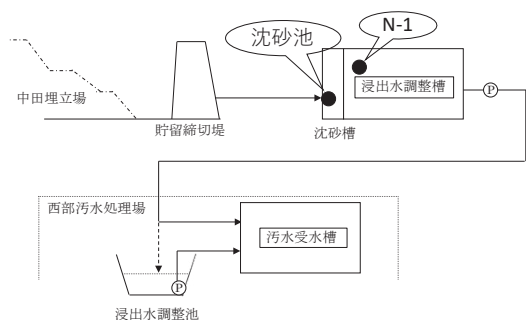 沈砂池
N-1
中田埋立場
浸出水調整槽
P
貯留締切堤
沈砂槽
西部汚水処理場
汚水受水槽
P
浸出水調整池